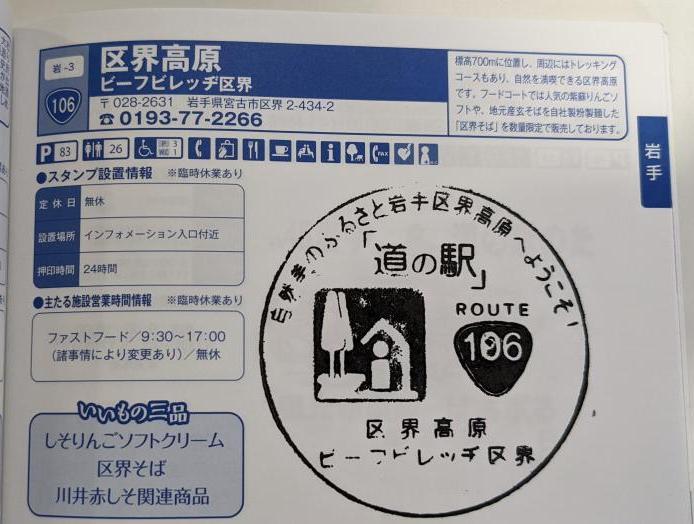 岩-3
区界高原
ビーフビレッヂ区界
106
〒028-2631 岩手県宮古市区界 2-434-2
☎ 0193-77-2266
標高700mに位置し、周辺にはトレッキング
コースもあり、自然を満喫できる区界高原
です。フードコートでは人気の紫蘇りんごソ
フトや、地元産玄そばを自社製粉製麺した
「区界そば」を数量限定で販売しております。
岩手
P 83
26
P 3
WC 1
FAX
●スタンプ設置情報 ※臨時休業あり
定休日 無休
設置場所 インフォメーション入口付近
押印時間 24時間
●主たる施設営業時間情報 ※臨時休業あり
ファストフード/9:30~17:00
(諸事情により変更あり)/無休
いいもの三品
しそりんごソフトクリーム
区界そば
川井赤しそ関連商品
自然美のふるさと岩手区界高原へようこそ!
「道の駅」
ROUTE
106
区界高原
ビーフビレッヂ区界